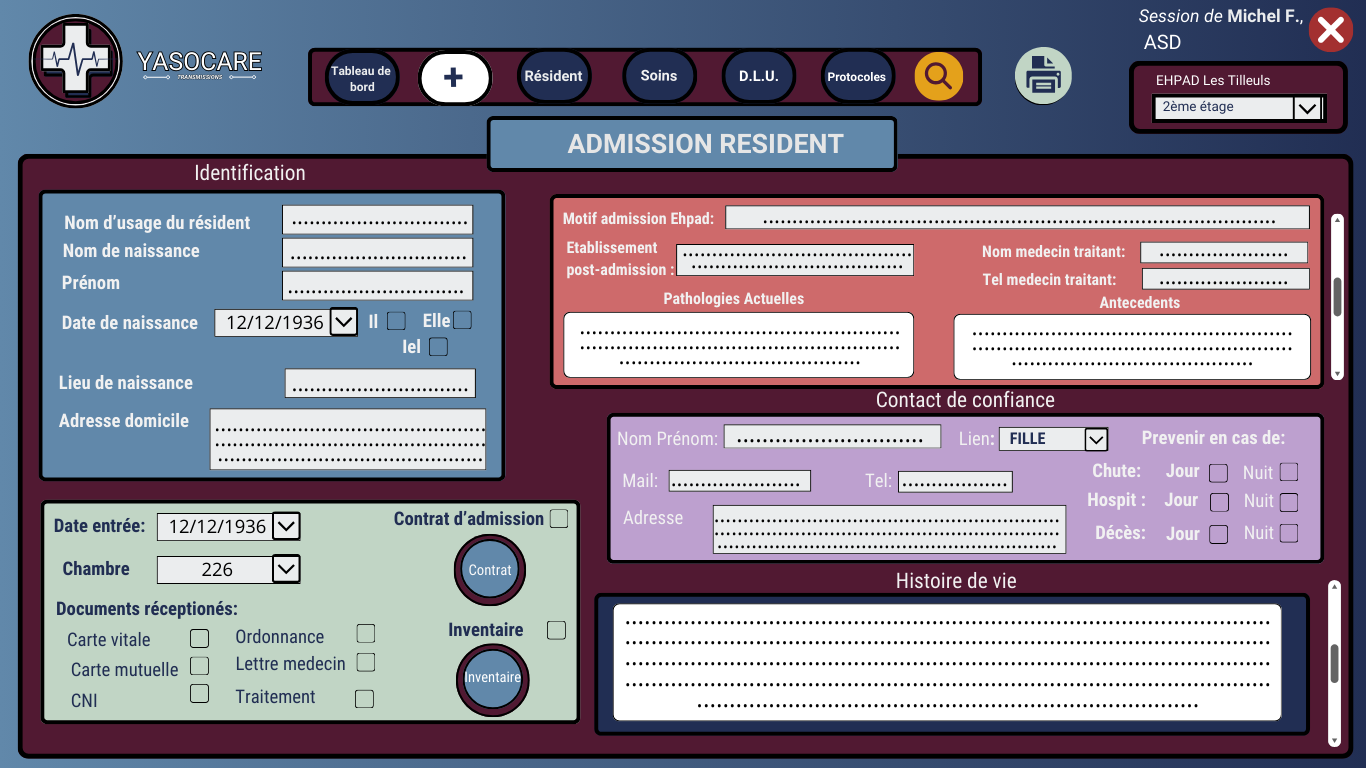 Session de Michel F.,
ASD
YASOCARE
TRANSMISSIONS
Tableau de
bord
+
Résident
Soins
D.L.U.
Protocoles
EHPAD Les Tilleuls
2ème étage
ADMISSION RESIDENT
Identification
Nom d’usage du résident
Nom de naissance
Prénom
Date de naissance 12/12/1936 Il Elle
Iel
Lieu de naissance
Adresse domicile
Motif admission Ehpad:
Etablissement
post-admission :
Nom medecin traitant:
Tel medecin traitant:
Pathologies Actuelles
Antecedents
Contact de confiance
Nom Prénom: Lien: FILLE Prevenir en cas de:
Mail: Tel:
Adresse
Chute: Jour Nuit
Hospit : Jour Nuit
Décès: Jour Nuit
Date entrée: 12/12/1936
Chambre 226
Contrat d’admission
Contrat
Documents réceptionés:
Carte vitale Ordonnance
Carte mutuelle Lettre medecin
CNI Traitement
Inventaire
Inventaire
Histoire de vie